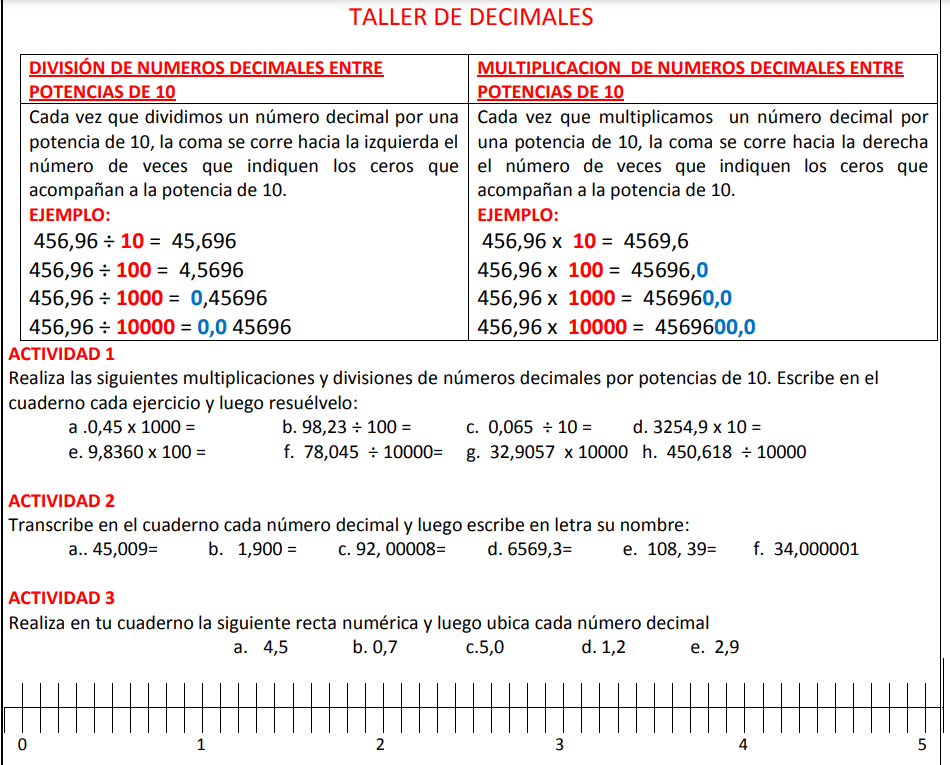 TALLER DE DECIMALES
DIVISIÓN DE NUMEROS DECIMALES ENTRE
POTENCIAS DE 10
Cada vez que dividimos un número decimal por una
potencia de 10, la coma se corre hacia la izquierda el
número de veces que indiquen los ceros que
acompañan a la potencia de 10.
EJEMPLO:
456,96 ÷ 10 = 45,696
456,96 ÷ 100 = 4,5696
456,96 ÷ 1000 = 0,45696
456,96 ÷ 10000 = 0,0 45696
MULTIPLICACION DE NUMEROS DECIMALES ENTRE
POTENCIAS DE 10
Cada vez que multiplicamos un número decimal por
una potencia de 10, la coma se corre hacia la derecha
el número de veces que indiquen los ceros que
acompañan a la potencia de 10.
EJEMPLO:
456,96 x 10 = 4569,6
456,96 x 100 = 45696,0
456,96 x 1000 = 456960,0
456,96 x 10000 = 4569600,0
ACTIVIDAD 1
Realiza las siguientes multiplicaciones y divisiones de números decimales por potencias de 10. Escribe en el
cuaderno cada ejercicio y luego resuélvelo:
a .0,45 x 1000 = b. 98,23 ÷ 100 = c. 0,065 ÷ 10 = d. 3254,9 x 10 =
e. 9,8360 x 100 = f. 78,045 ÷ 10000= g. 32,9057 x 10000 h. 450,618 ÷ 10000
ACTIVIDAD 2
Transcribe en el cuaderno cada número decimal y luego escribe en letra su nombre:
a.. 45,009= b. 1,900 = c. 92, 00008= d. 6569,3= e. 108, 39= f. 34,000001
ACTIVIDAD 3
Realiza en tu cuaderno la siguiente recta numérica y luego ubica cada número decimal
a. 4,5 b. 0,7 c.5,0 d. 1,2 e. 2,9
0 1 2 3 4 5